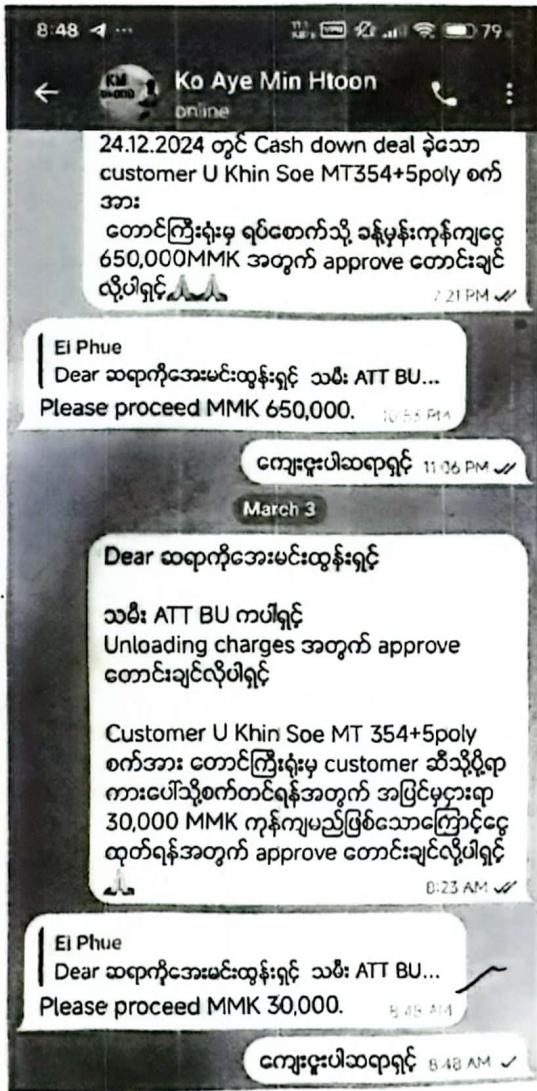 8:48
79
Ko Aye Min Htoon
online
24.12.2024 တွင် Cash down deal ခဲ့သော
customer U Khin Soe MT354+5poly စက်
အား
တောင်ကြီးရုံးမှ ရပ်စောက်သို့ ခန့်မှန်းကုန်ကျငွေ
650,000MMK အတွက် approve တောင်းချင်
လို့ပါရှင့်🙏🙏
7:21 PM
Ei Phue
Dear ဆရာကိုအေးမင်းထွန်းရှင့် သမီး ATT BU...
Please proceed MMK 650,000.
10:53 PM
ကျေးဇူးပါဆရာရှင့် 11:06 PM
March 3
Dear ဆရာကိုအေးမင်းထွန်းရှင့်
သမီး ATT BU ကပါရှင့်
Unloading charges အတွက် approve
တောင်းချင်လို့ပါရှင့်
Customer U Khin Soe MT 354+5poly
စက်အား တောင်ကြီးရုံးမှ customer ဆီသို့ပို့ရာ
ကားပေါ်သို့စက်တင်ရန်အတွက် အပြင်မှငှားရာ
30,000 MMK ကုန်ကျမည်ဖြစ်သောကြောင့်ငွေ
ထုတ်ရန်အတွက် approve တောင်းချင်လို့ပါရှင့်
🙏
8:23 AM
Ei Phue
Dear ဆရာကိုအေးမင်းထွန်းရှင့် သမီး ATT BU...
Please proceed MMK 30,000.
8:48 AM
ကျေးဇူးပါဆရာရှင့် 8:48 AM